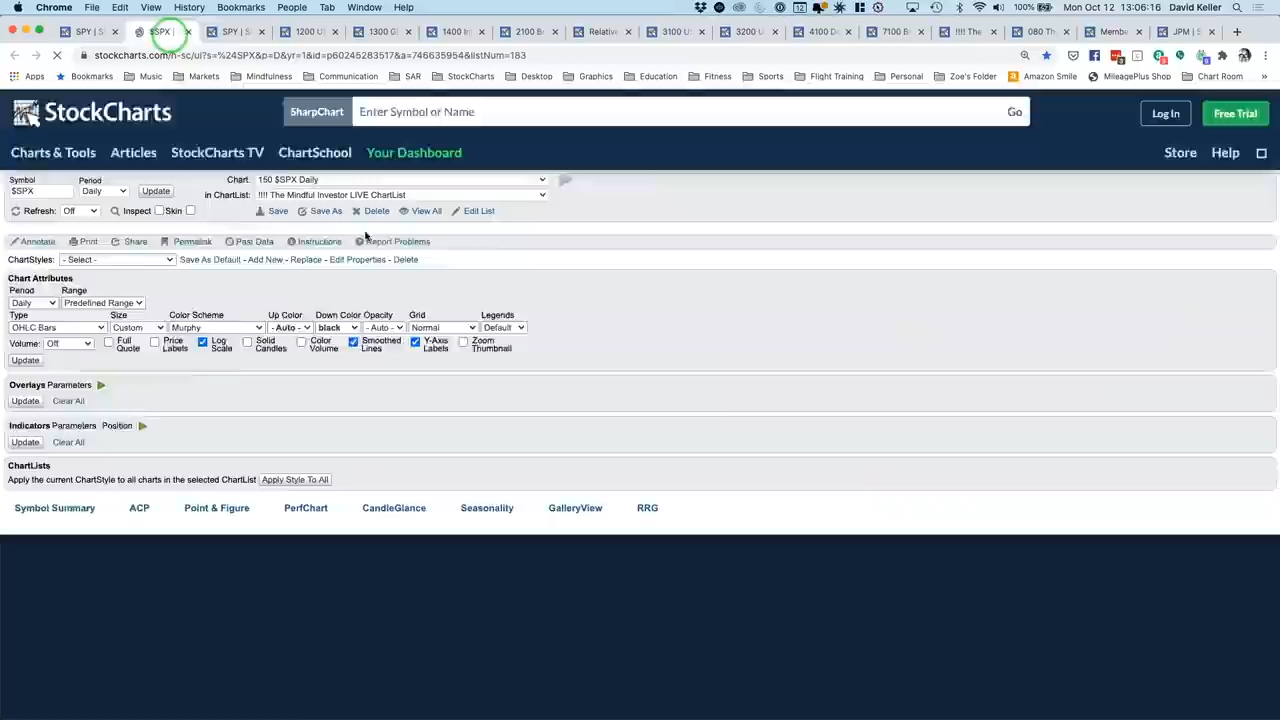 Chrome File Edit View History Bookmarks People Tab Window Help 100% Mon Oct 12 13:06:16 David Keller
SPY | S $SPX | SPY | S 1200 U 1300 G 1400 In 2100 B Relative 3100 U 3200 U 4100 D 7100 B !!!! The 080 Th Membe JPM | S
stockcharts.com/h-sc/ui?s=%24SPX&p=D&yr=1&id=p60245283517&a=746635954&listNum=183
Apps Bookmarks Music Markets Mindfulness Communication SAR StockCharts Desktop Graphics Education Fitness Sports Flight Training Personal Zoe's Folder Amazon Smile MileagePlus Shop Chart Room
StockCharts SharpChart Enter Symbol or Name Go Log In Free Trial
Charts & Tools Articles StockCharts TV ChartSchool Your Dashboard Store Help
Symbol Period Chart: 150 $SPX Daily
$SPX Daily Update in ChartList: !!!! The Mindful Investor LIVE ChartList
Refresh: Off Inspect Skin Save Save As Delete View All Edit List
Annotate Print Share Permalink Past Data Instructions Report Problems
ChartStyles: - Select - Save As Default - Add New - Replace - Edit Properties - Delete
Chart Attributes
Period Range
Daily Predefined Range
Type Size Color Scheme Up Color Down Color Opacity Grid Legends
OHLC Bars Custom Murphy - Auto - black - Auto - Normal Default
Volume: Off Full Quote Price Labels Log Scale Solid Candles Color Volume Smoothed Lines Y-Axis Labels Zoom Thumbnail
Update
Overlays Parameters
Update Clear All
Indicators Parameters Position
Update Clear All
ChartLists
Apply the current ChartStyle to all charts in the selected ChartList Apply Style To All
Symbol Summary ACP Point & Figure PerfChart CandleGlance Seasonality GalleryView RRG